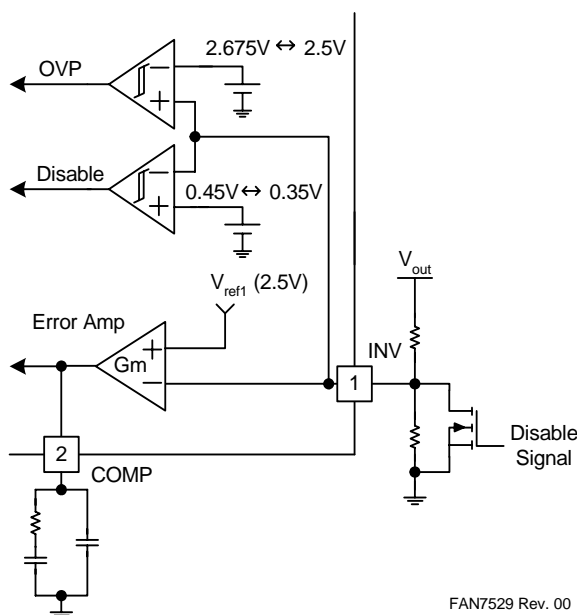 2.675V ↔ 2.5V
OVP
Disable
0.45V ↔ 0.35V
Vref1 (2.5V)
Vout
Error Amp
Gm
INV
1
Disable
Signal
2
COMP
FAN7529 Rev. 00